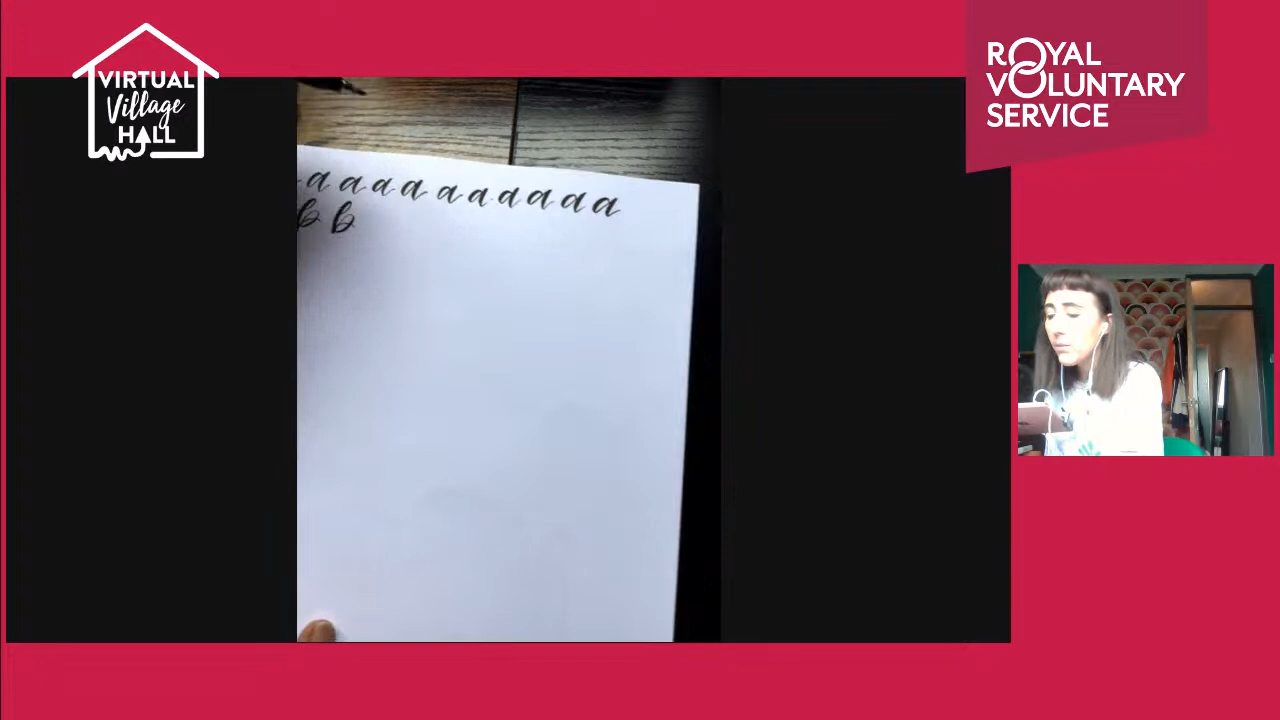 VIRTUAL
Village
HALL
ROYAL
VOLUNTARY
SERVICE
a a a a a a a a a a
b b